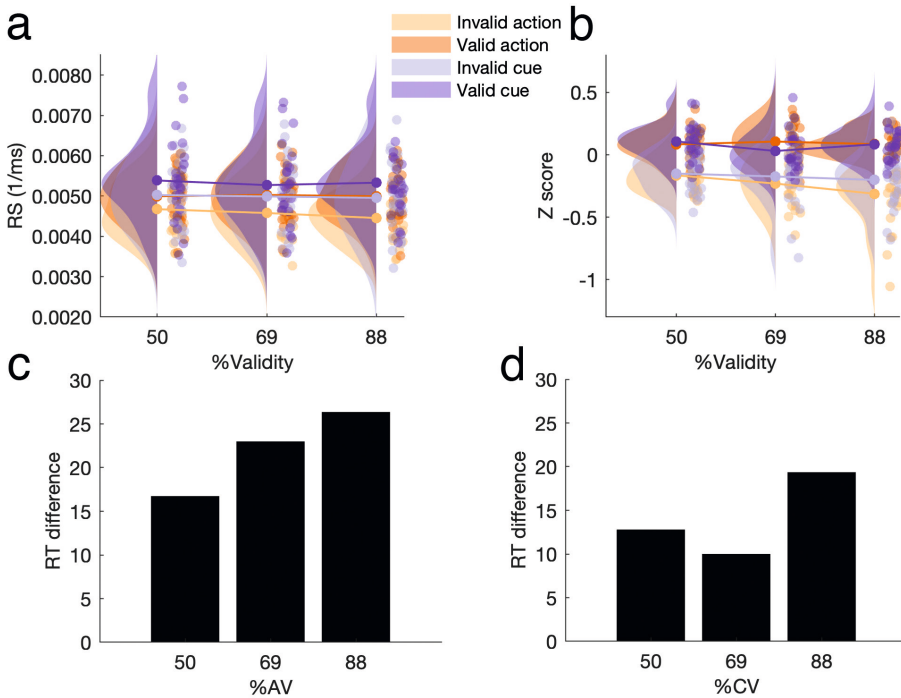 a
Invalid action
Valid action
Invalid cue
Valid cue
0.0080
0.0070
0.0060
0.0050
0.0040
0.0030
0.0020
RS (1/ms)
50 69 88
%Validity
b
0.5
0
-0.5
-1
Z score
50 69 88
%Validity
c
30
25
20
15
10
5
0
RT difference
50 69 88
%AV
d
30
25
20
15
10
5
0
RT difference
50 69 88
%CV